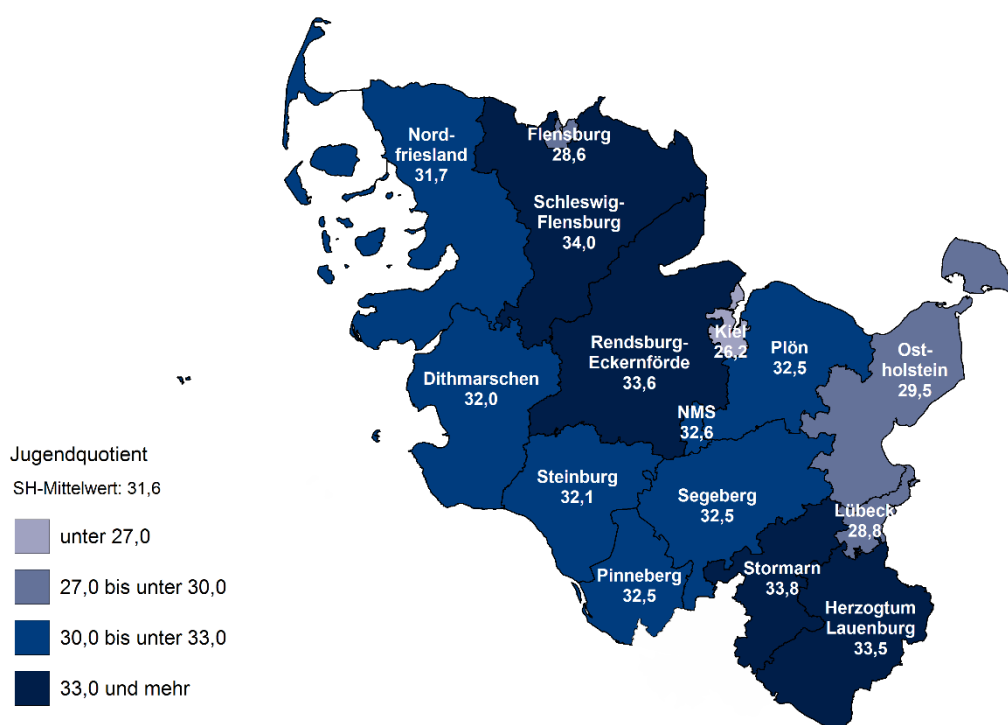 Nord-
friesland
31,7
Flensburg
28,6
Schleswig-
Flensburg
34,0
Rendsburg-
Eckernförde
33,6
Kiel
26,2
Plön
32,5
Ost-
holstein
29,5
Dithmarschen
32,0
NMS
32,6
Steinburg
32,1
Segeberg
32,5
Lübeck
28,8
Pinneberg
32,5
Stormarn
33,8
Herzogtum
Lauenburg
33,5
Jugendquotient
SH-Mittelwert: 31,6
unter 27,0
27,0 bis unter 30,0
30,0 bis unter 33,0
33,0 und mehr